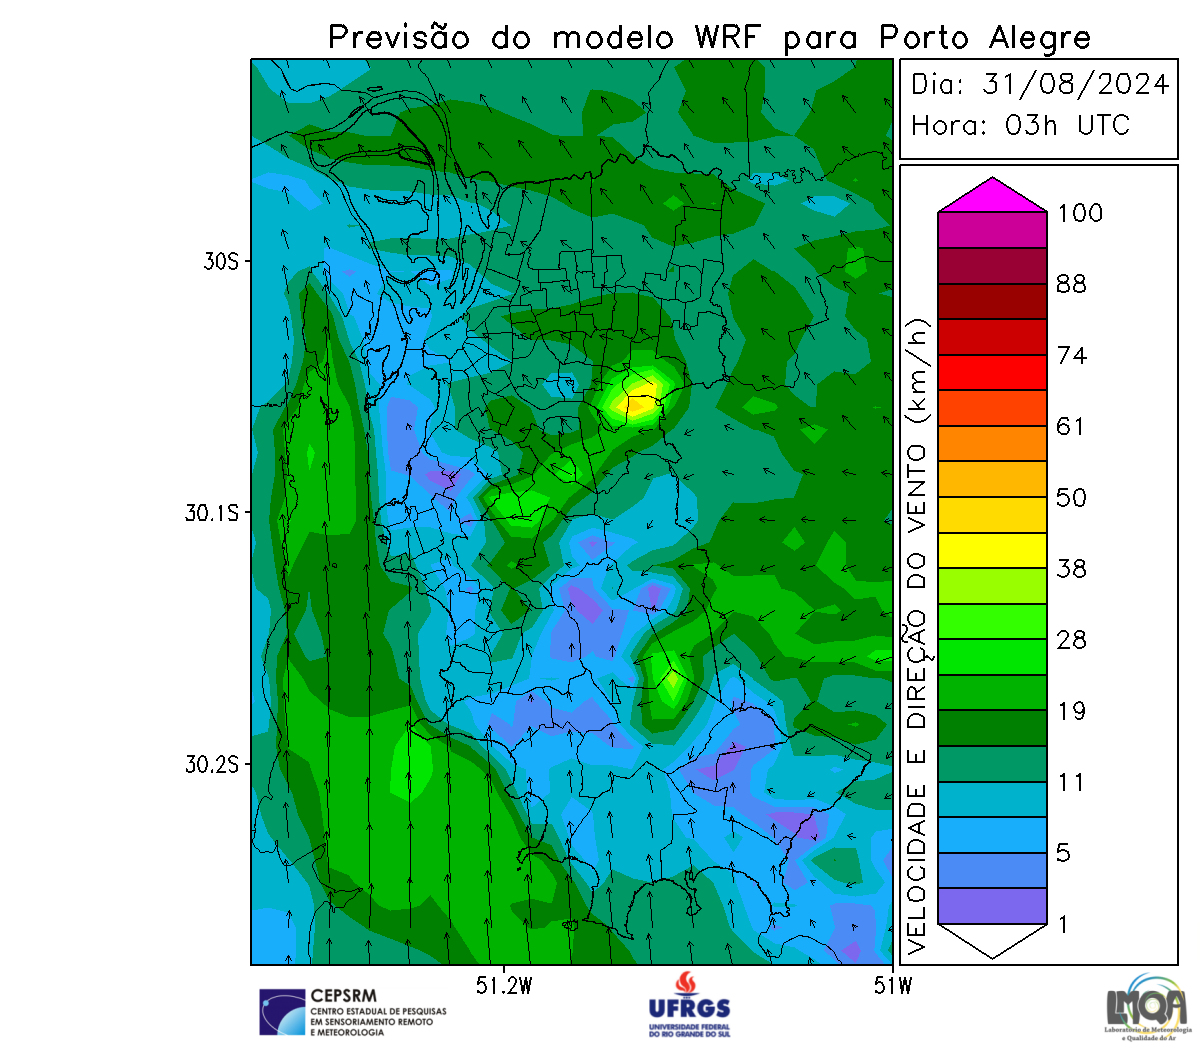 Previsão do modelo WRF para Porto Alegre
Dia: 31/08/2024
Hora: 03h UTC
100
88
74
61
50
38
28
19
11
5
1
VELOCIDADE E DIREÇÃO DO VENTO (km/h)
30S
30.1S
30.2S
51.2W
51W
CEPSRM
CENTRO ESTADUAL DE PESQUISAS
EM SENSORIAMENTO REMOTO
E METEOROLOGIA
UFRGS
UNIVERSIDADE FEDERAL
DO RIO GRANDE DO SUL
LMQA
Laboratório de Meteorologia
e Qualidade do Ar